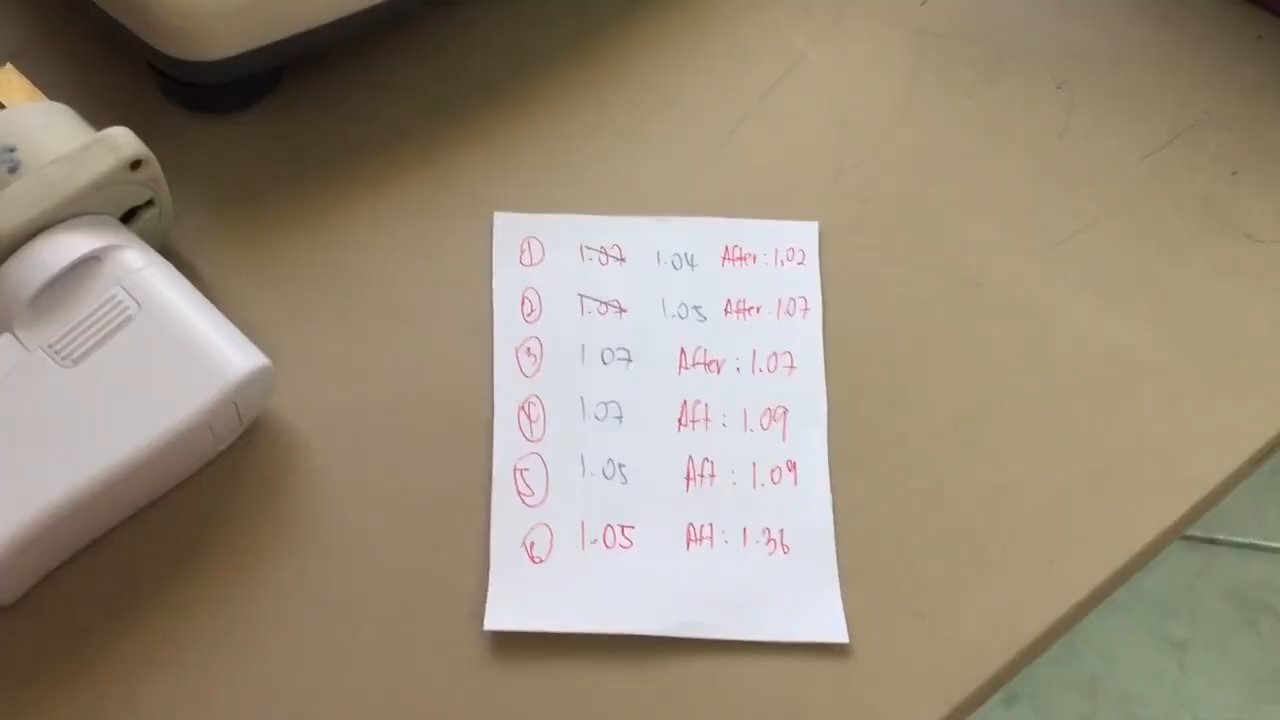 ① 1.07 1.04 After: 1.02
② 1.07 1.05 After: 1.07
③ 1.07 After: 1.07
④ 1.07 Aft: 1.09
⑤ 1.05 Aft: 1.09
⑥ 1.05 Aft: 1.36